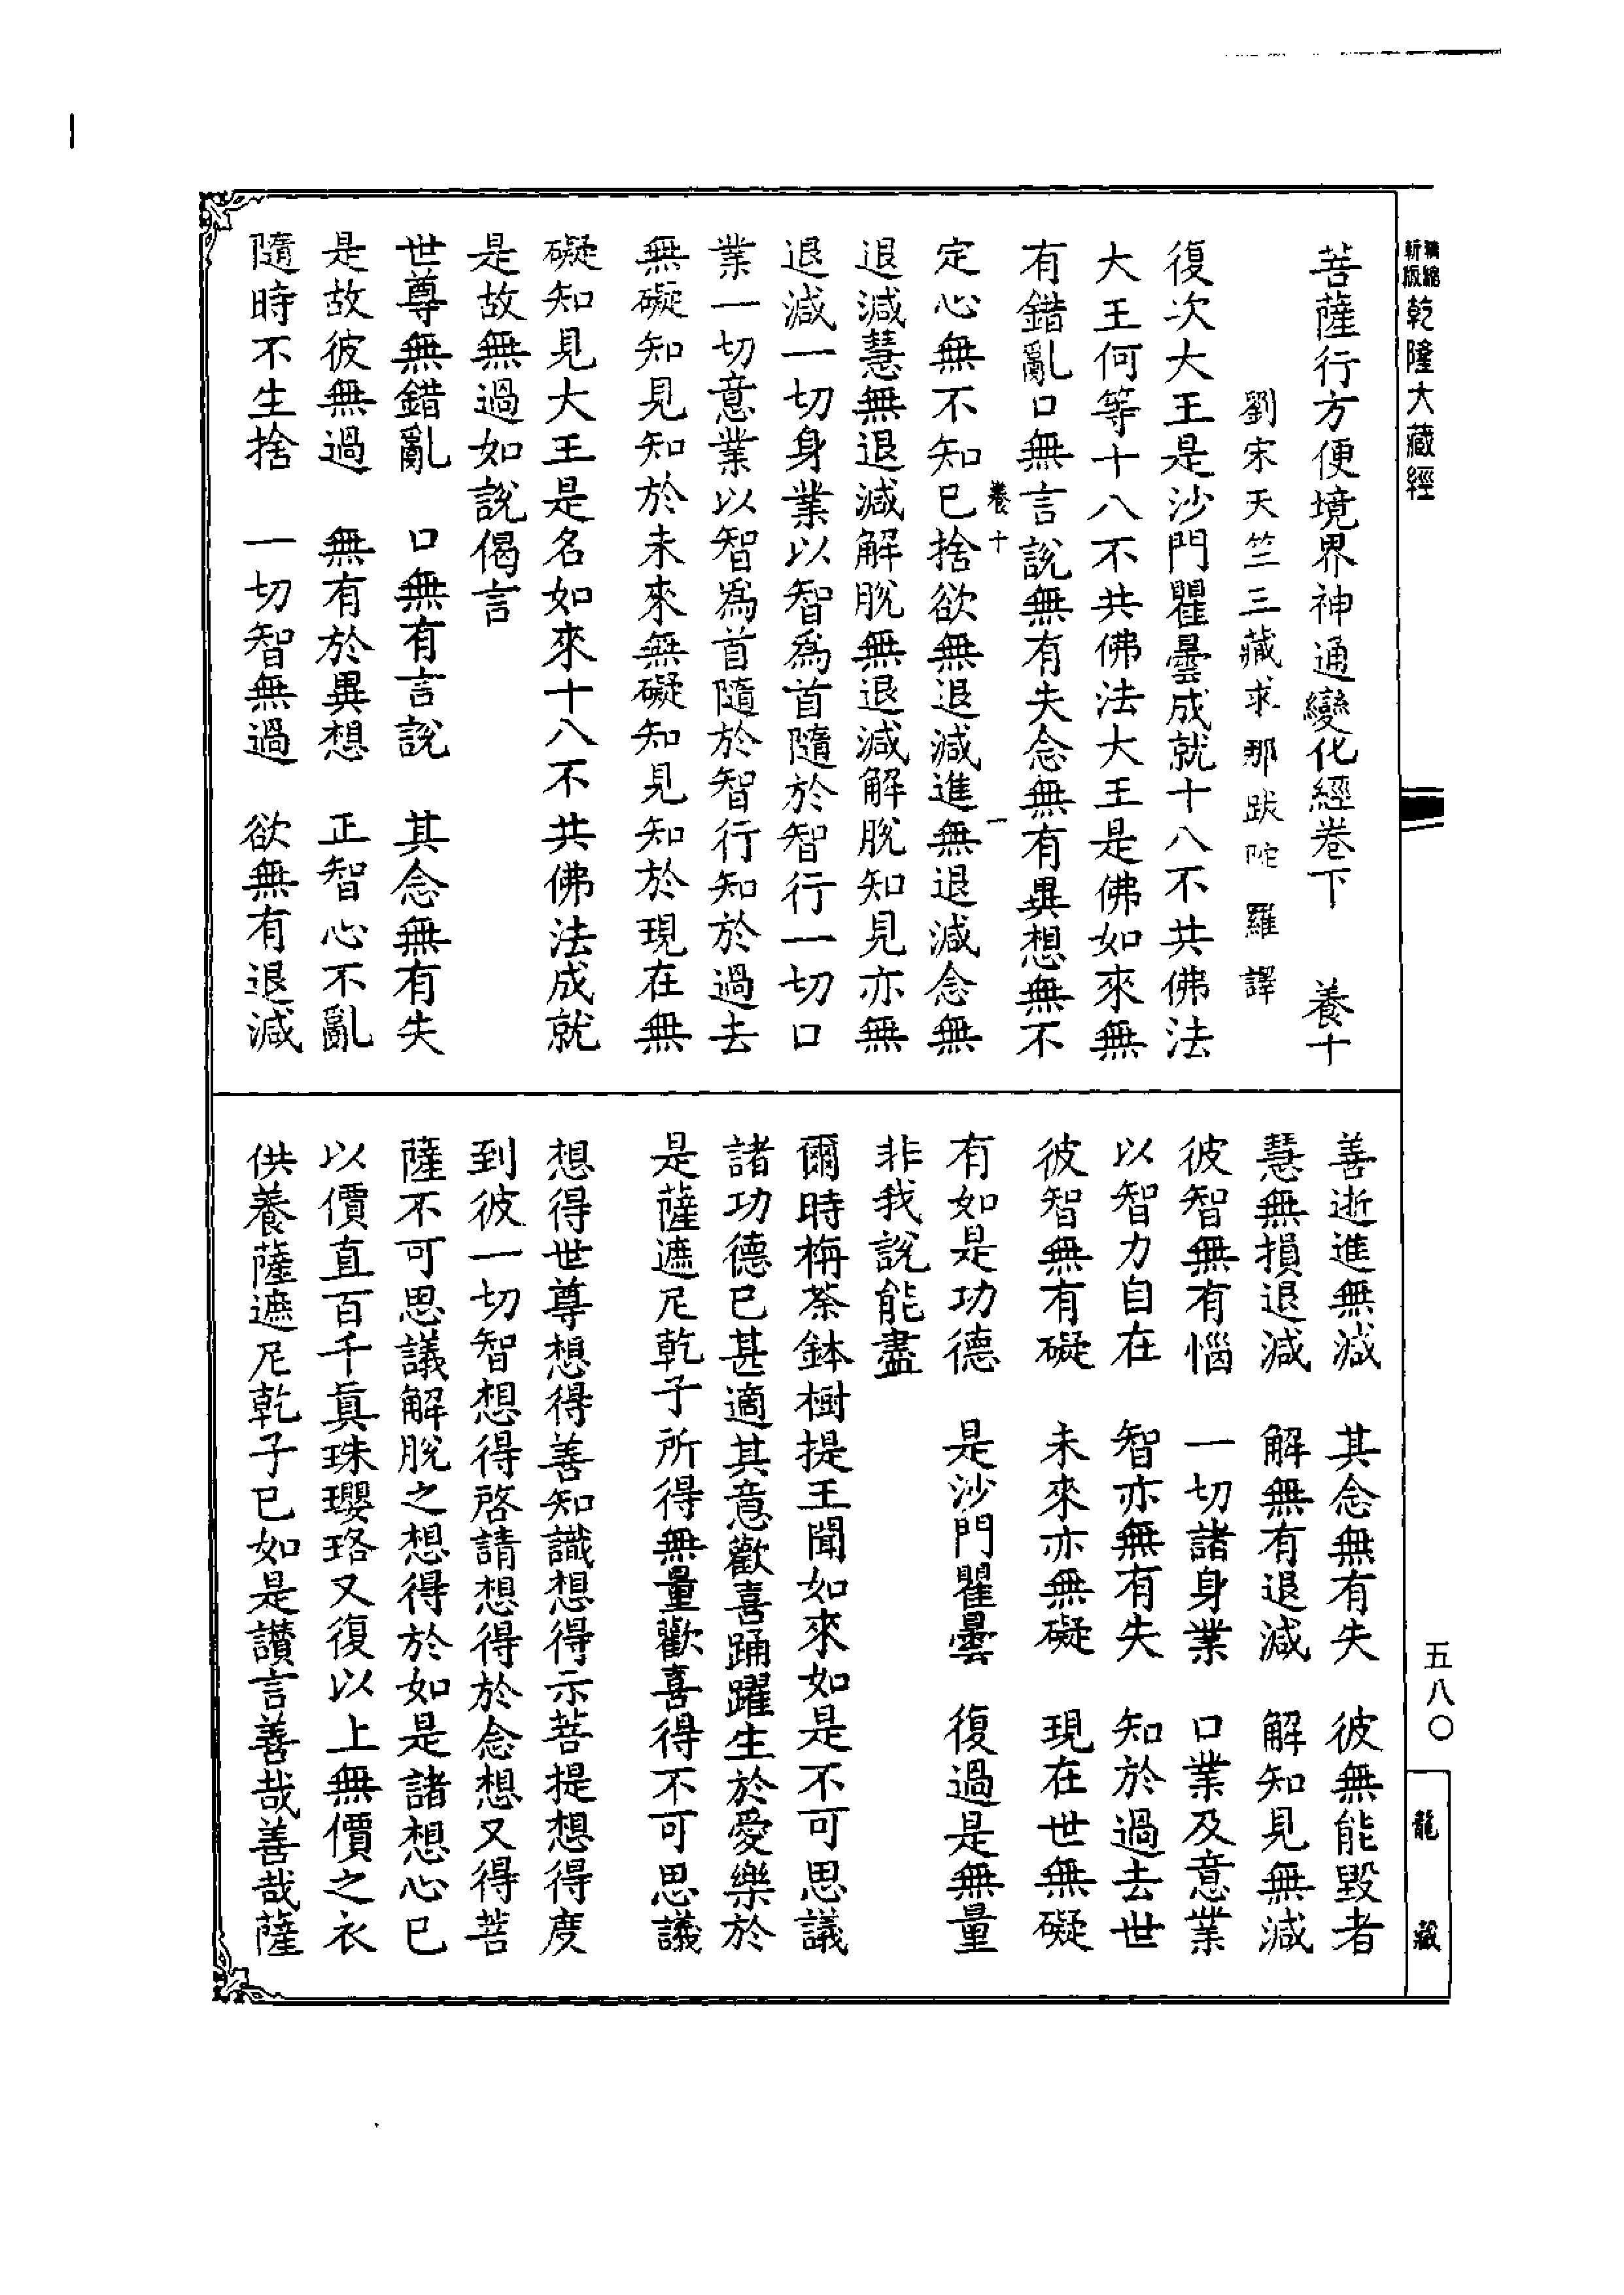 精縮新版乾隆大藏經
菩薩行方便境界神通變化經卷下　養十
劉宋天竺三藏求那跋陀羅譯
復次大王是沙門瞿曇成就十八不共佛法
大王何等十八不共佛法大王是佛如來無
有錯亂口無言說無有失念無有異想無不
養十　一
定心無不知已捨欲無退減進無退減念無
退減慧無退減解脫無退減解脫知見亦無
退減一切身業以智為首隨於智行一切口
業一切意業以智為首隨於智行知於過去
無礙知見知於未來無礙知見知於現在無
礙知見大王是名如來十八不共佛法成就
是故無過如說偈言
世尊無錯亂　口無有言說　其念無有失
是故彼無過　無有於異想　正智心不亂
隨時不生捨　一切智無過　欲無有退減
善逝進無減　其念無有失　彼無能毀者
慧無損退減　解無有退減　解知見無減
彼智無有惱　一切諸身業　口業及意業
以智力自在　智亦無有失　知於過去世
彼智無有礙　未來亦無礙　現在世無礙
有如是功德　是沙門瞿曇　復過是無量
非我說能盡
爾時栴荼鉢樹提王聞如來如是不可思議
諸功德已甚適其意歡喜踊躍生於愛樂於
是薩遮尼乾子所得無量歡喜得不可思議
想得世尊想得善知識想得示菩提想得度
到彼一切智想得啓請想得於念想又得菩
薩不可思議解脫之想得於如是諸想心已
以價直百千真珠瓔珞又復以上無價之衣
供養薩遮尼乾子已如是讚言善哉善哉薩
五八〇
龍藏